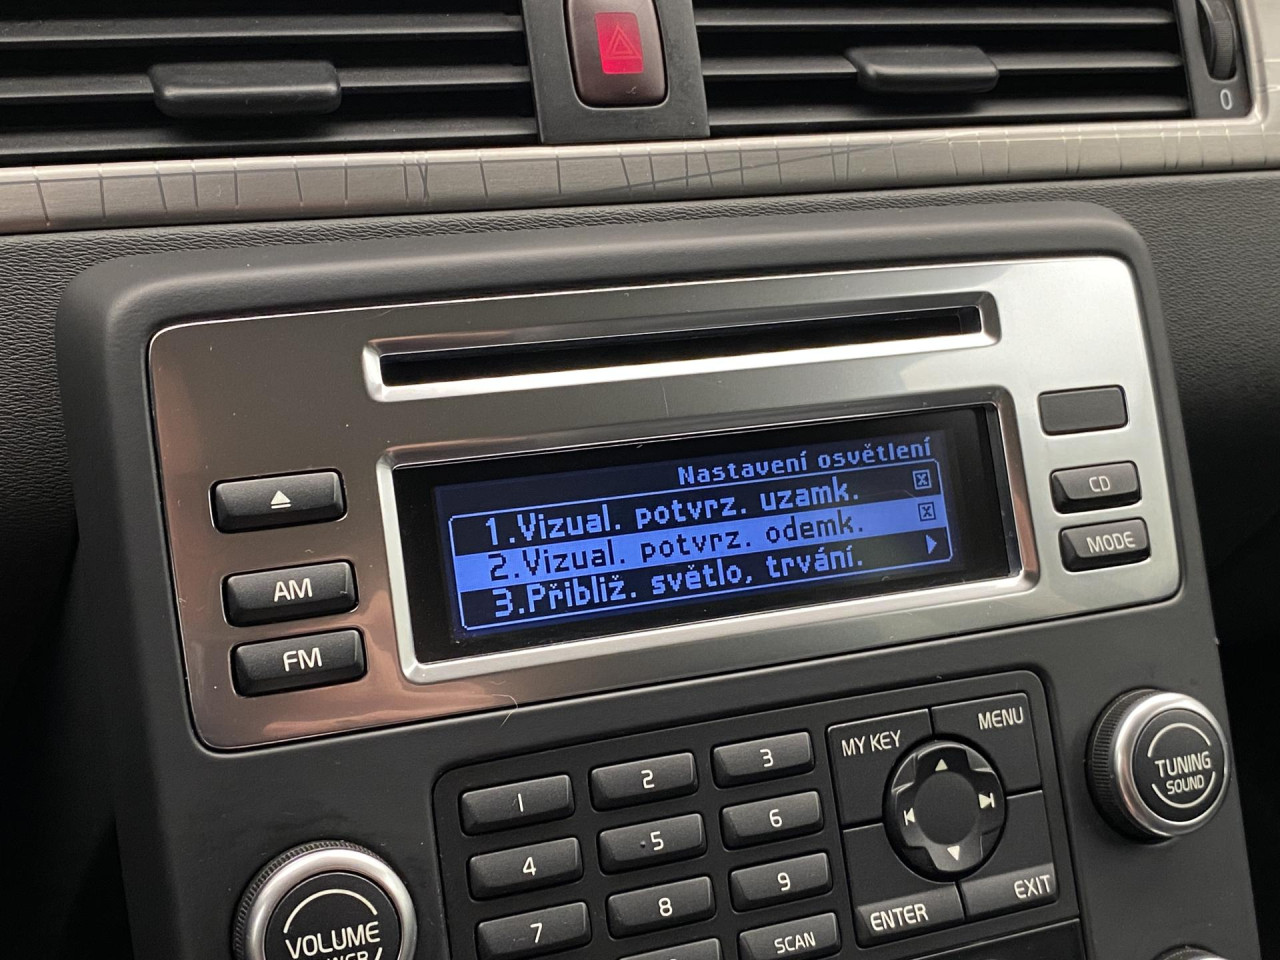 0
Nastavení osvětlení
1.Vizual. potvrz. uzamk.
2.Vizual. potvrz. odemk.
3.Přibliž. světlo, trvání.
CD
MODE
AM
FM
MY KEY
MENU
1
2
3
4
5
6
7
8
9
SCAN
ENTER
EXIT
TUNING
SOUND
VOLUME